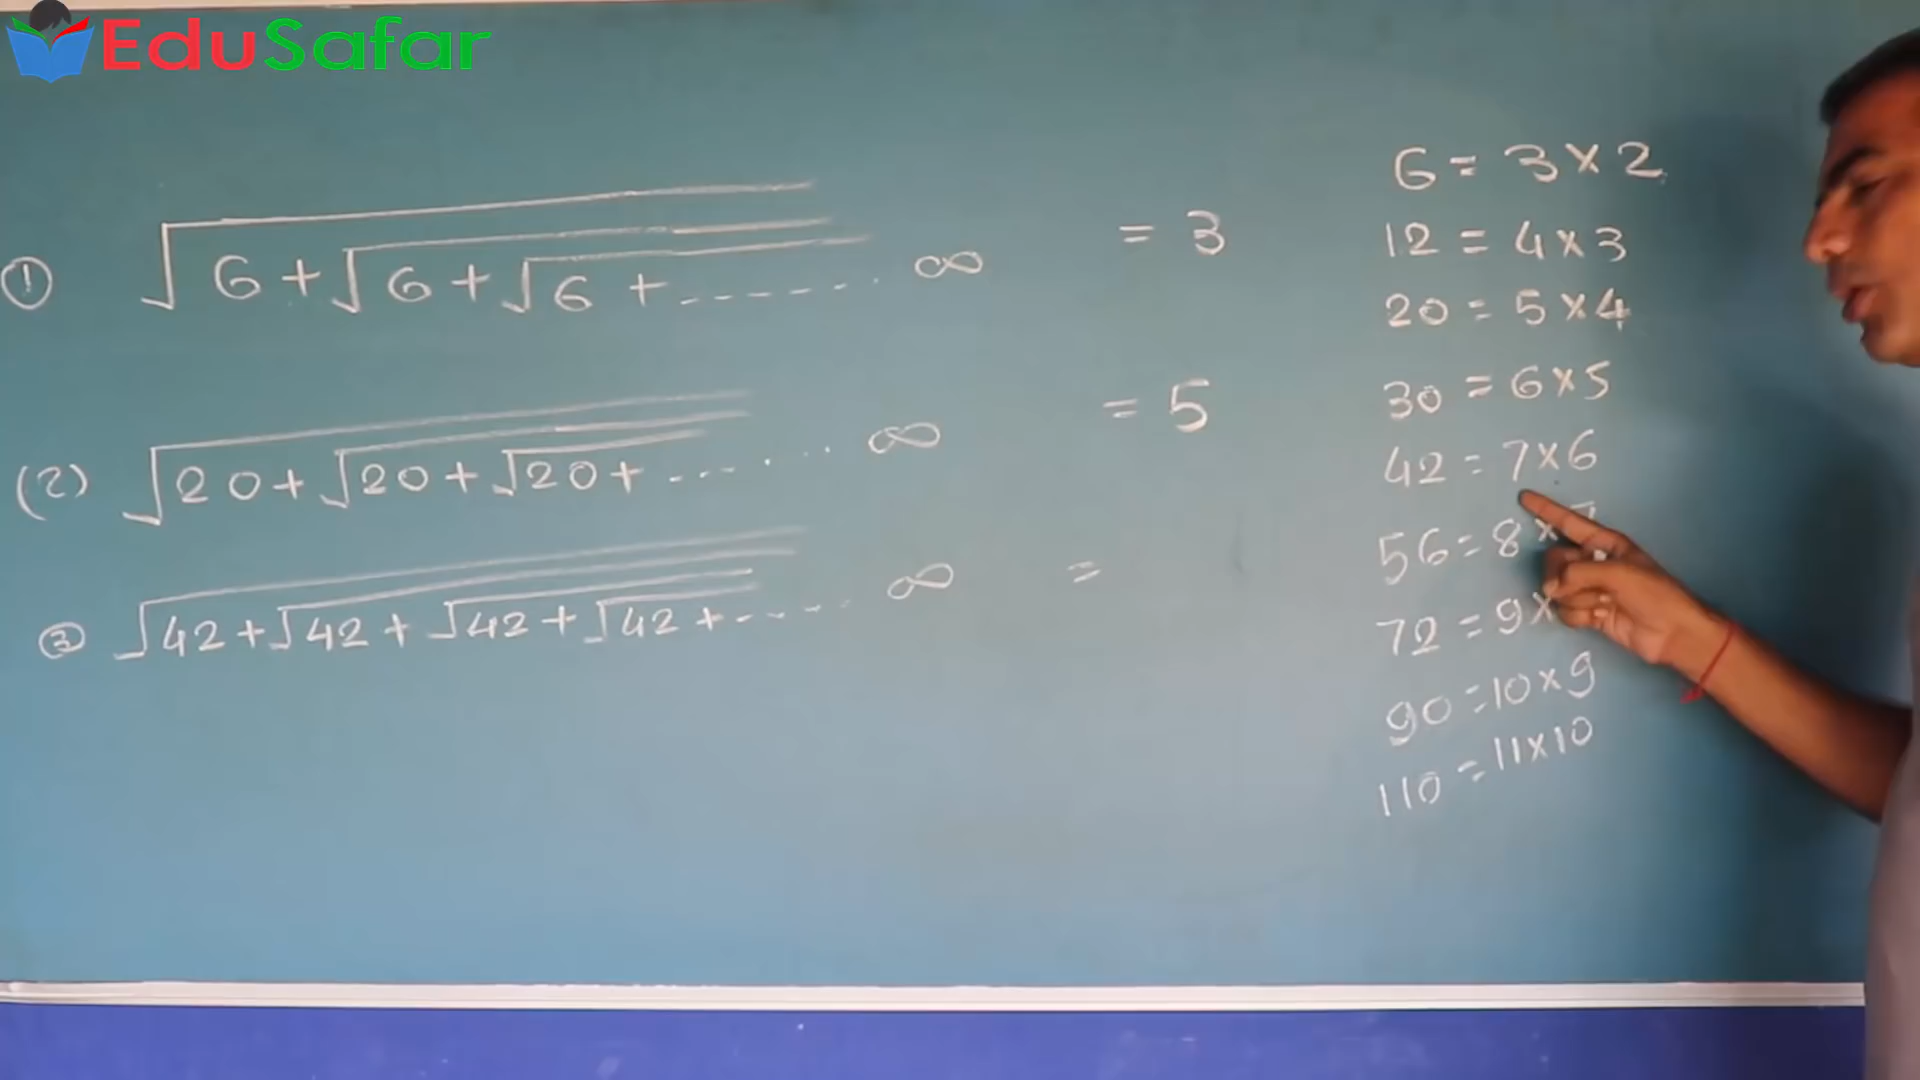 EduSafar
① √6+√6+√6+....... ∞ = 3
(2) √20+√20+√20+...... ∞ = 5
③ √42+√42+√42+√42+..... ∞ =
6 = 3×2
12 = 4×3
20 = 5×4
30 = 6×5
42 = 7×6
56 = 8×
72 = 9×
90 = 10×9
110 = 11×10